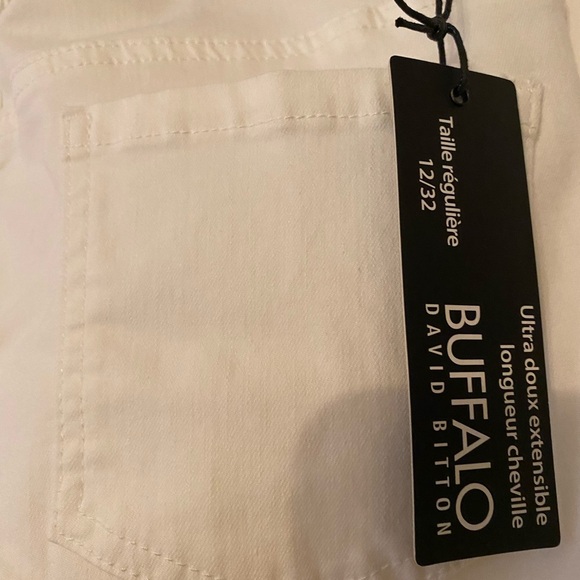 Taille régulière
12/32
Ultra doux extensible
longueur cheville
BUFFALO
DAVID BITTON